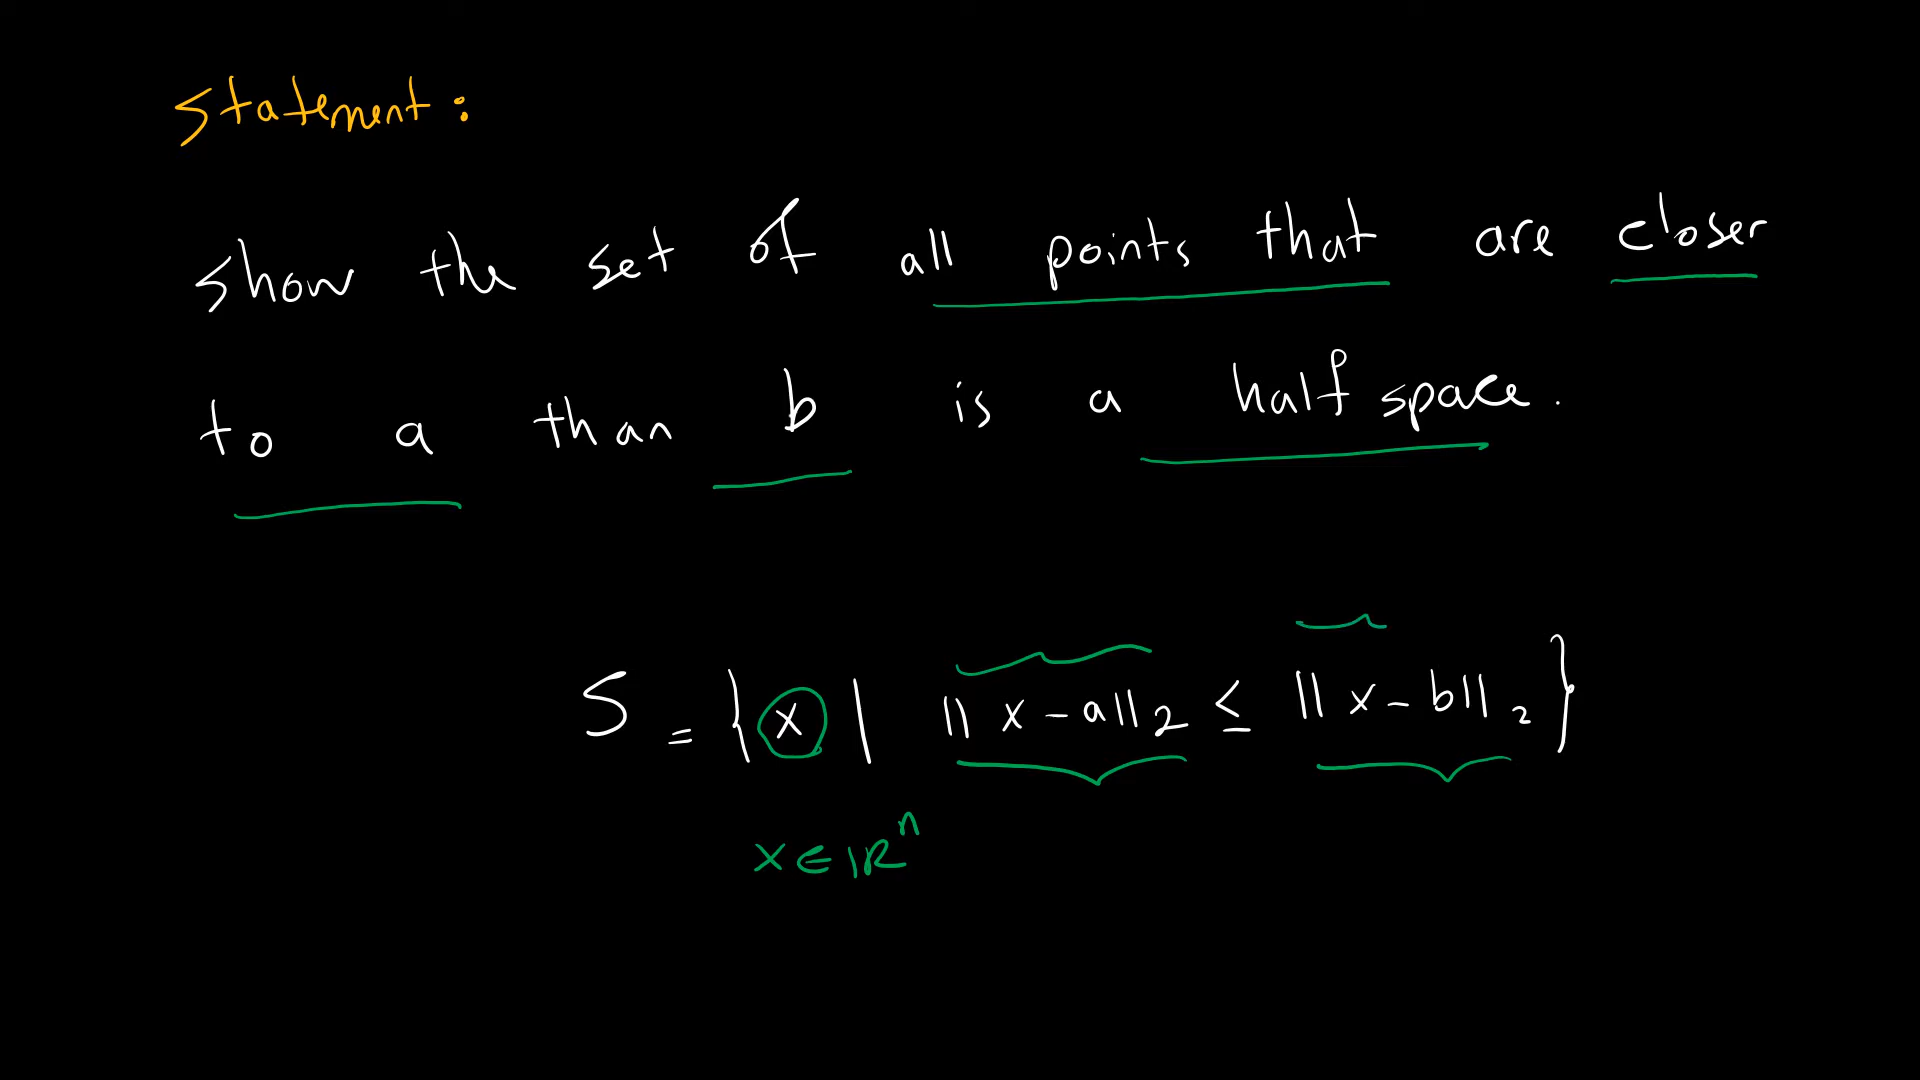 Statement:
Show the set of all points that are closer
to a than b is a half space.
S = { x | || x - a ||₂ ≤ || x - b ||₂ }
x ∈ ℝⁿ